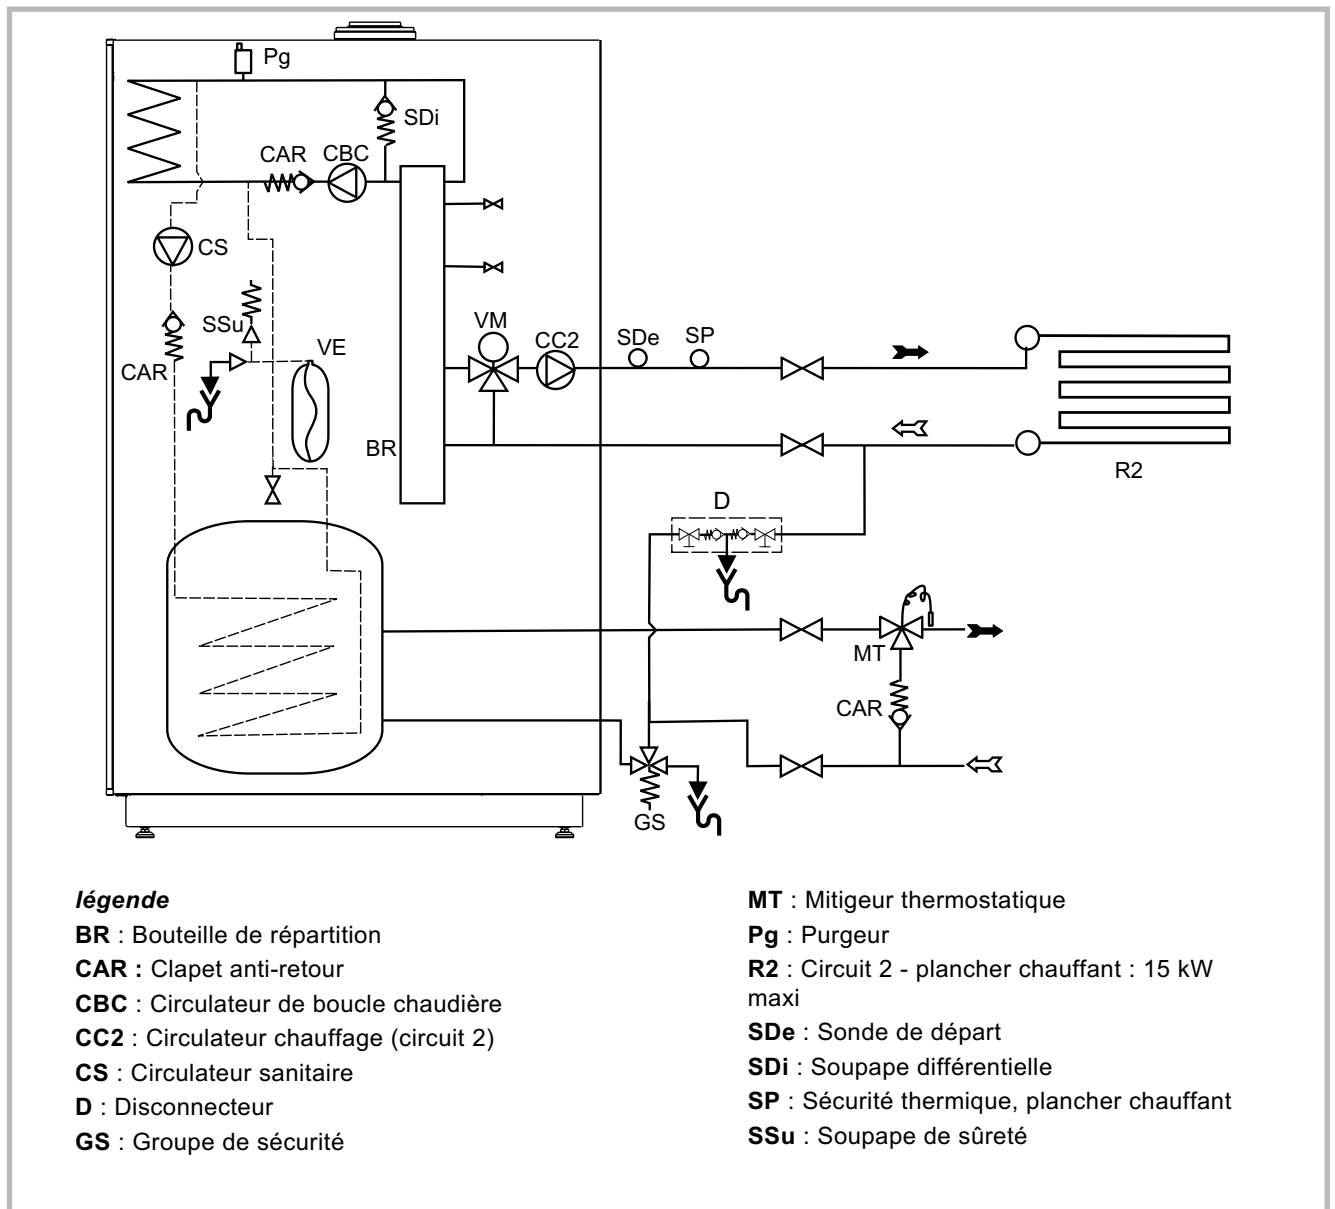 Pg
SDi
CAR
CBC
CS
SSu
VE
CAR
BR
VM
CC2
SDe
SP
R2
D
MT
CAR
GS
légende
BR : Bouteille de répartition
CAR : Clapet anti-retour
CBC : Circulateur de boucle chaudière
CC2 : Circulateur chauffage (circuit 2)
CS : Circulateur sanitaire
D : Disconnecteur
GS : Groupe de sécurité
MT : Mitigeur thermostatique
Pg : Purgeur
R2 : Circuit 2 - plancher chauffant : 15 kW
maxi
SDe : Sonde de départ
SDi : Soupape différentielle
SP : Sécurité thermique, plancher chauffant
SSu : Soupape de sûreté